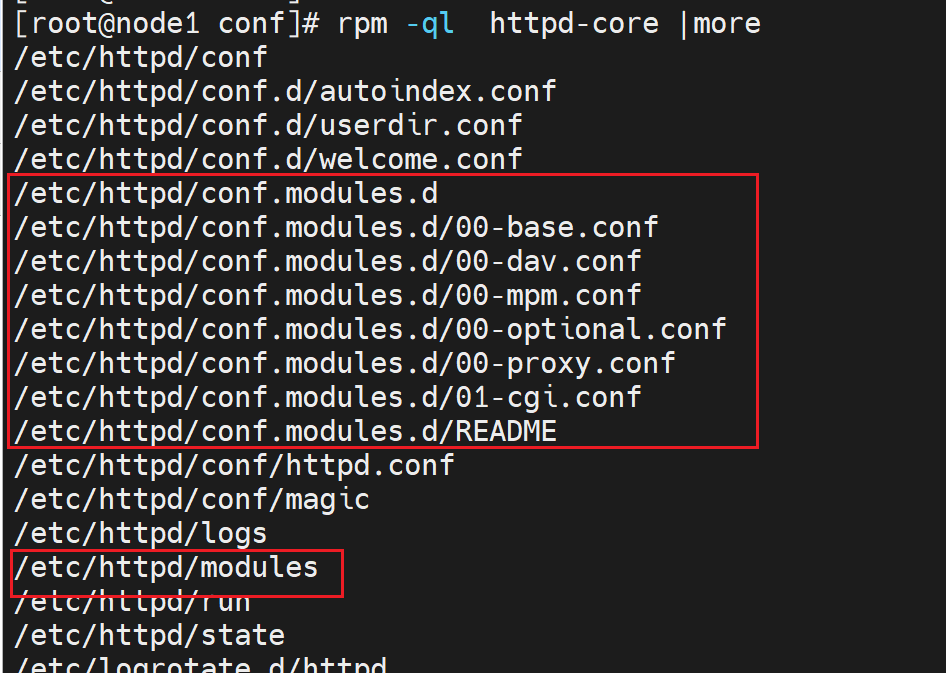 [root@node1 conf]# rpm -ql  httpd-core |more
/etc/httpd/conf
/etc/httpd/conf.d/autoindex.conf
/etc/httpd/conf.d/userdir.conf
/etc/httpd/conf.d/welcome.conf
/etc/httpd/conf.modules.d
/etc/httpd/conf.modules.d/00-base.conf
/etc/httpd/conf.modules.d/00-dav.conf
/etc/httpd/conf.modules.d/00-mpm.conf
/etc/httpd/conf.modules.d/00-optional.conf
/etc/httpd/conf.modules.d/00-proxy.conf
/etc/httpd/conf.modules.d/01-cgi.conf
/etc/httpd/conf.modules.d/README
/etc/httpd/conf/httpd.conf
/etc/httpd/conf/magic
/etc/httpd/logs
/etc/httpd/modules
/etc/httpd/run
/etc/httpd/state
/etc/logrotate.d/httpd